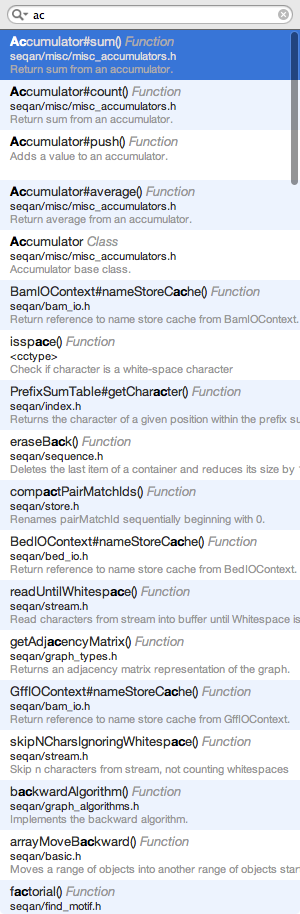 ac
Accumulator#sum() Function
seqan/misc/misc_accumulators.h
Return sum from an accumulator.
Accumulator#count() Function
seqan/misc/misc_accumulators.h
Return sum from an accumulator.
Accumulator#push() Function
Adds a value to an accumulator.
Accumulator#average() Function
seqan/misc/misc_accumulators.h
Return average from an accumulator.
Accumulator Class
seqan/misc/misc_accumulators.h
Accumulator base class.
BamIOContext#nameStoreCache() Function
seqan/bam_io.h
Return reference to name store cache from BamIOContext.
isspace() Function
<cctype>
Check if character is a white-space character
PrefixSumTable#getCharacter() Function
seqan/index.h
Returns the character of a given position within the prefix su
eraseBack() Function
seqan/sequence.h
Deletes the last item of a container and reduces its size by
compactPairMatchIds() Function
seqan/store.h
Renames pairMatchId sequentially beginning with 0.
BedIOContext#nameStoreCache() Function
seqan/bed_io.h
Return reference to name store cache from BedIOContext.
readUntilWhitespace() Function
seqan/stream.h
Read characters from stream into buffer until Whitespace is
getAdjacencyMatrix() Function
seqan/graph_types.h
Returns an adjacency matrix representation of the graph.
GffIOContext#nameStoreCache() Function
seqan/bam_io.h
Return reference to name store cache from GffIOContext.
skipNCharsIgnoringWhitespace() Function
seqan/stream.h
Skip n characters from stream, not counting whitespaces
backwardAlgorithm() Function
seqan/graph_algorithms.h
Implements the backward algorithm.
arrayMoveBackward() Function
seqan/basic.h
Moves a range of objects into another range of objects star
factorial() Function
seqan/find_motif.h